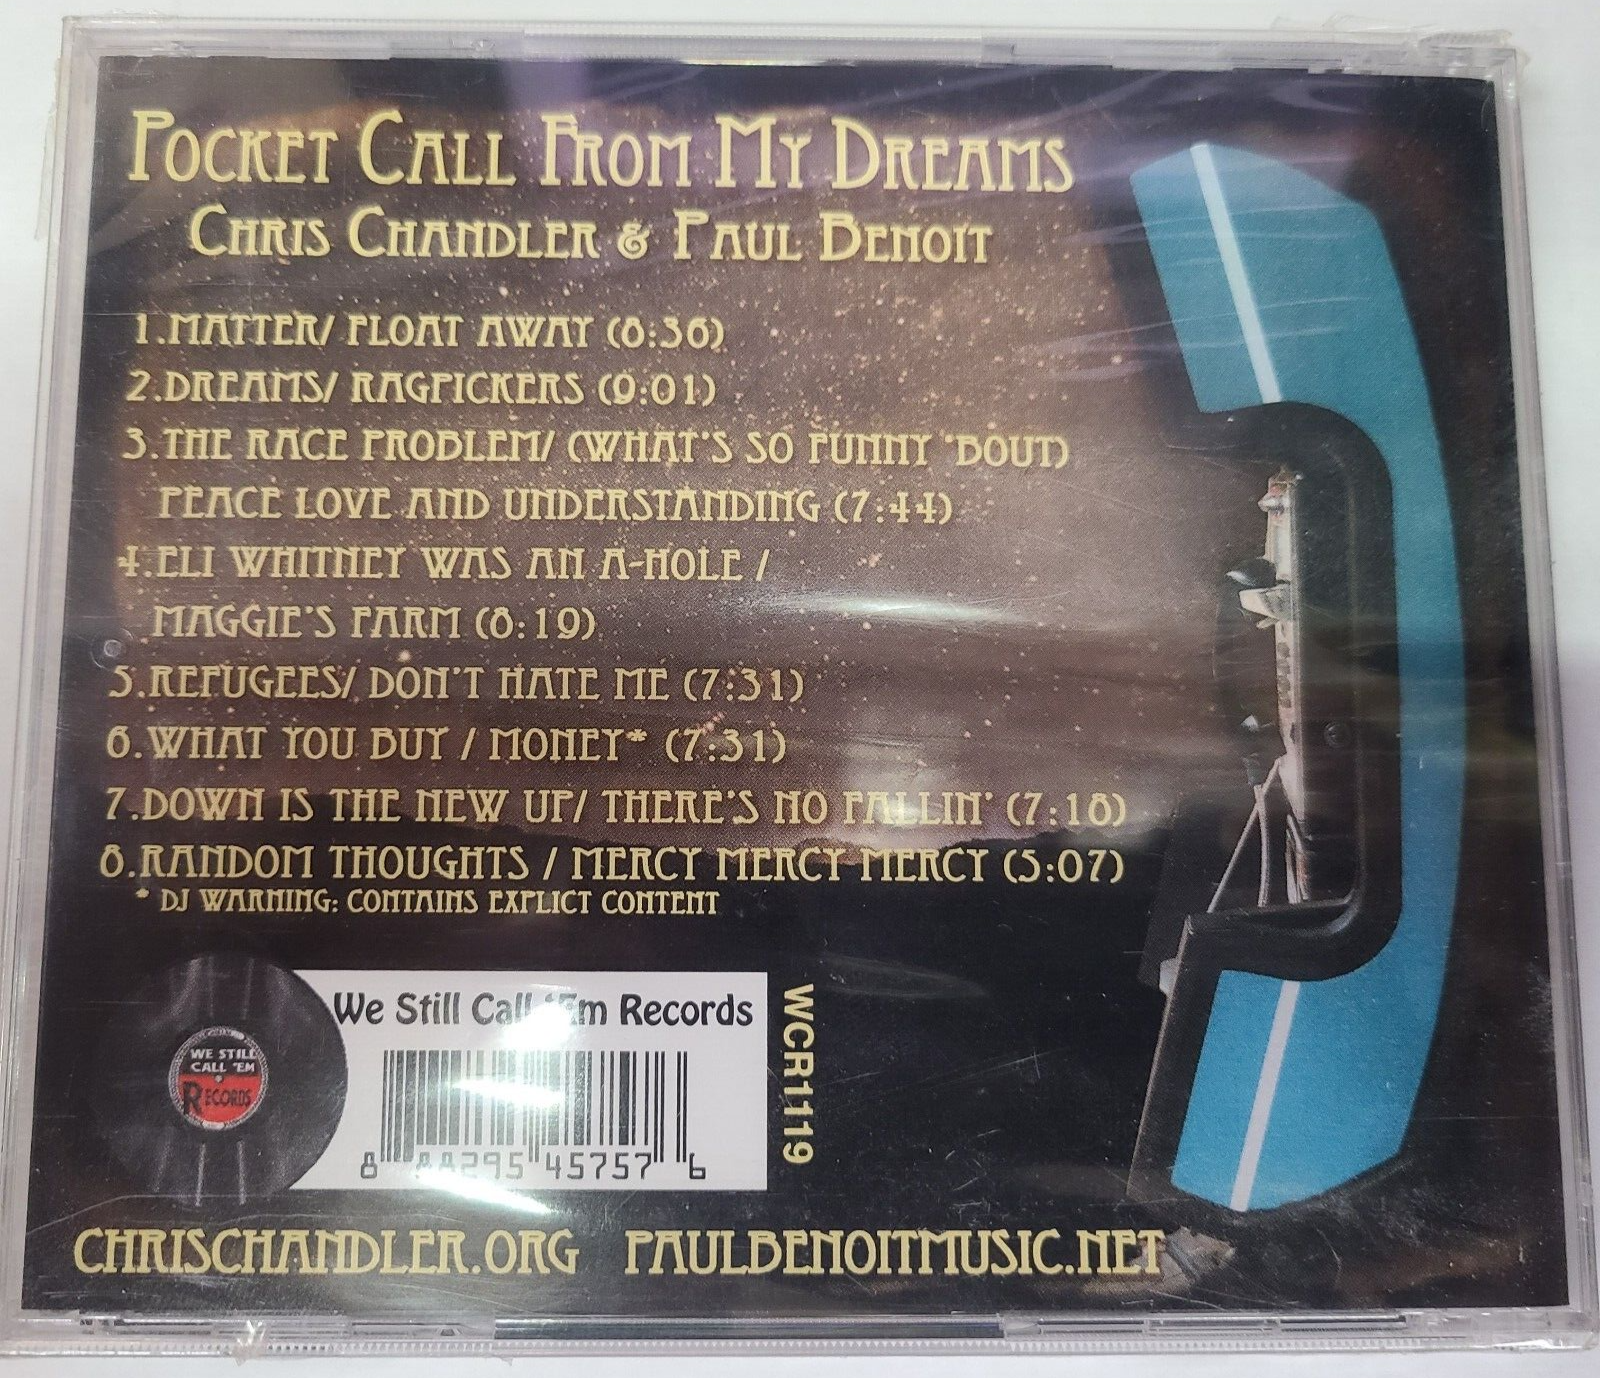 POCKET CALL FROM MY DREAMS
CHRIS CHANDLER & PAUL BENOIT
1.MATTER/ FLOAT AWAY (8:36)
2.DREAMS/ RAGPICKERS (9:01)
3.THE RACE PROBLEM/ (WHAT'S SO FUNNY 'BOUT)
PEACE LOVE AND UNDERSTANDING (7:44)
4.ELI WHITNEY WAS AN A-HOLE /
MAGGIE'S FARM (8:19)
5.REFUGEES/ DON'T HATE ME (7:31)
6.WHAT YOU BUY / MONEY* (7:31)
7.DOWN IS THE NEW UP/ THERE'S NO FALLIN' (7:18)
8.RANDOM THOUGHTS / MERCY MERCY MERCY (5:07)
* DJ WARNING: CONTAINS EXPLICT CONTENT
We Still Call 'Em Records
WE STILL
CALL 'EM
RECORDS
8 88295 45757 6
WCR1119
CHRISCHANDLER.ORG PAULBENOITMUSIC.NET